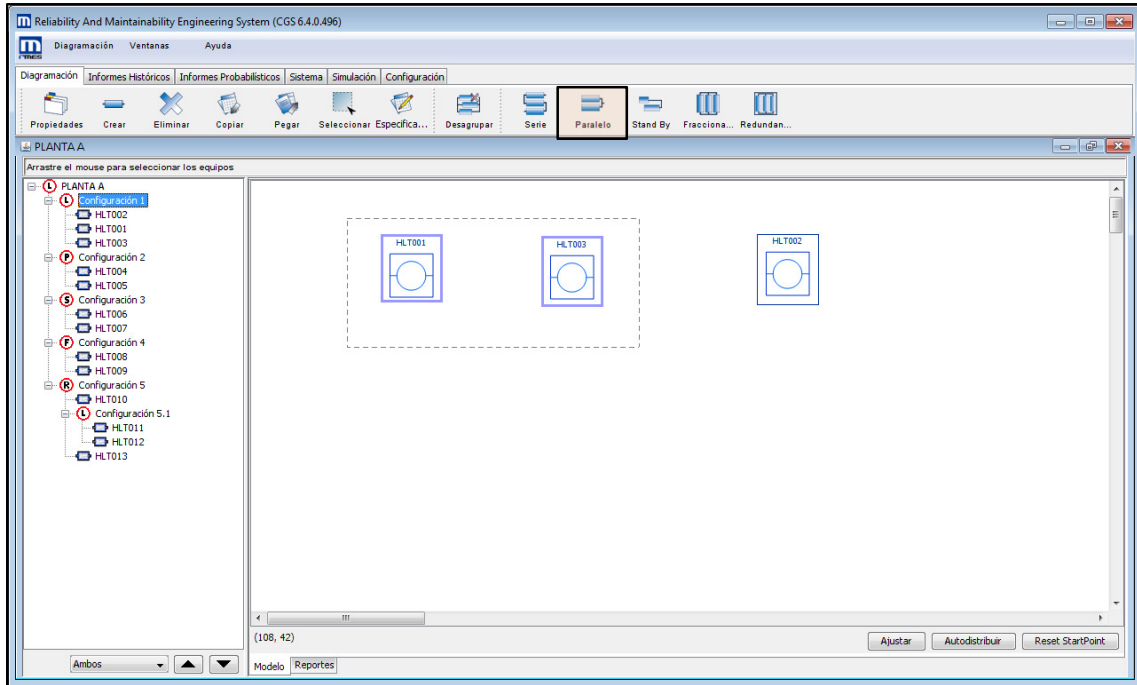 Reliability And Maintainability Engineering System (CGS 6.4.0.496)
Diagramación Ventanas Ayuda
Diagramación Informes Históricos Informes Probabilísticos Sistema Simulación Configuración
Propiedades Crear Eliminar Copiar Pegar Seleccionar Especifica... Desagrupar Serie Paralelo Stand By Fracciona... Redundan...
PLANTA A
Arrastre el mouse para seleccionar los equipos
L PLANTA A
L Configuración 1
HLT002
HLT001
HLT003
P Configuración 2
HLT004
HLT005
S Configuración 3
HLT006
HLT007
F Configuración 4
HLT008
HLT009
R Configuración 5
HLT010
L Configuración 5.1
HLT011
HLT012
HLT013
HLT001 HLT003 HLT002
(108, 42)
Ajustar Autodistribuir Reset StartPoint
Ambos
Modelo Reportes